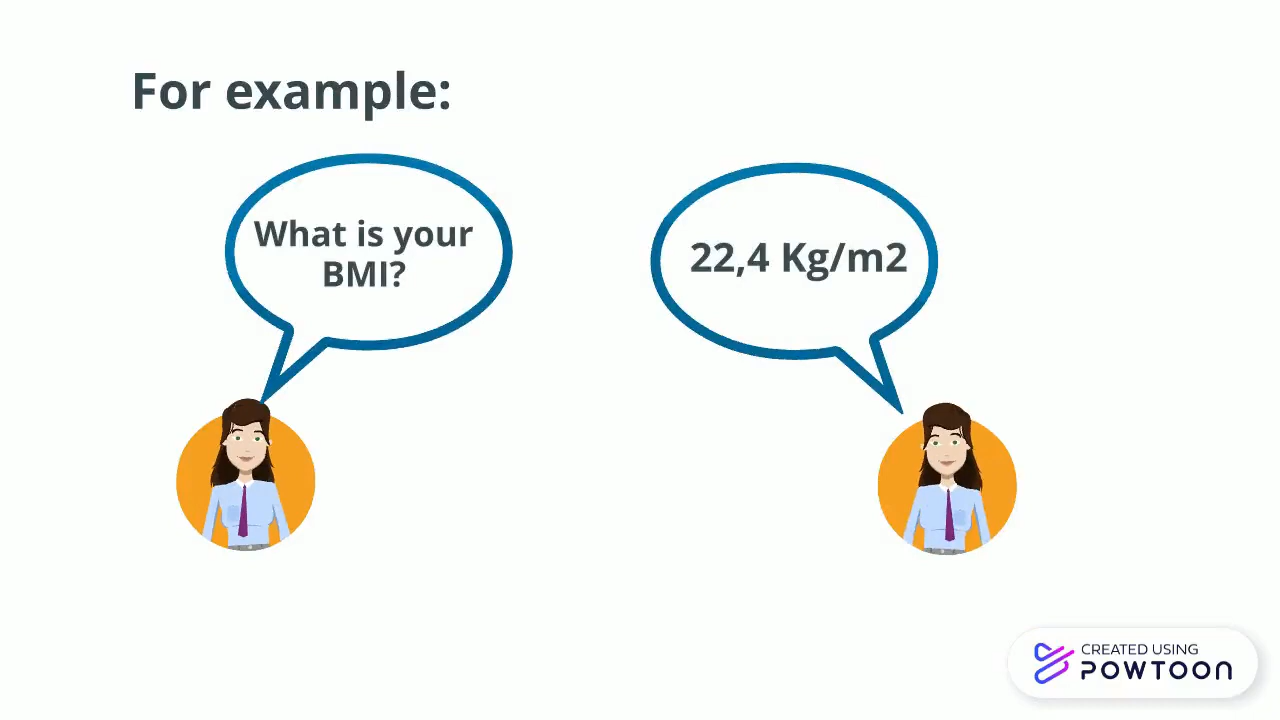 For example:
What is your
BMI?
22,4 Kg/m2
CREATED USING
POWTOON